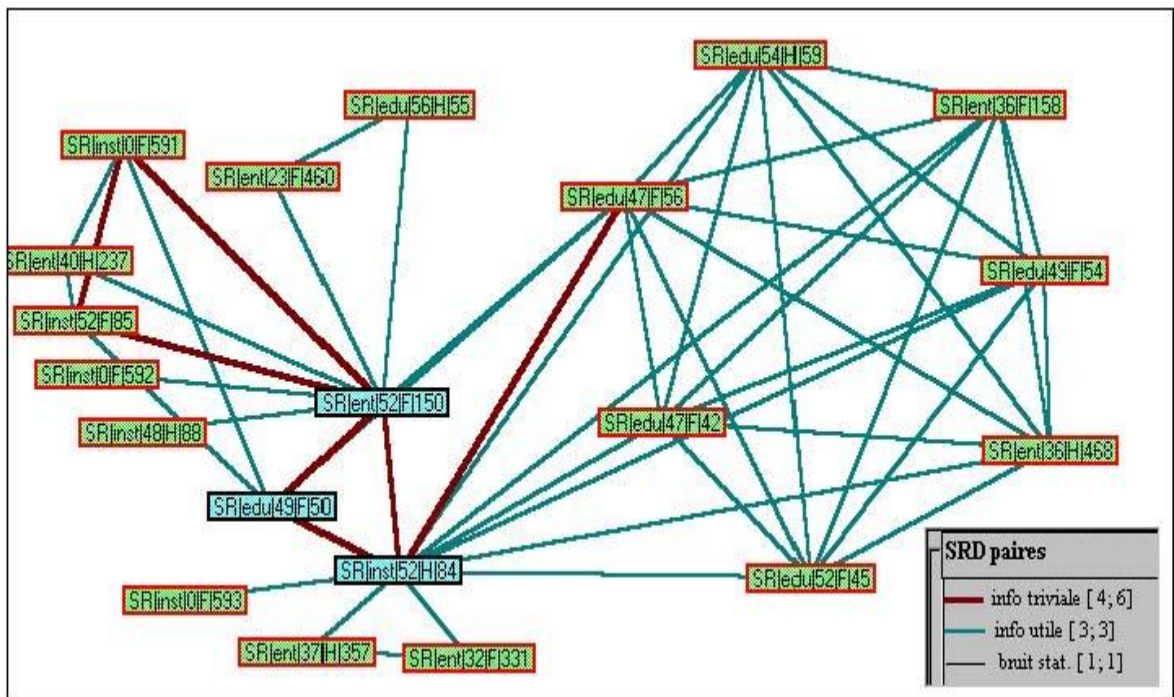 SR|edu|54|H|59
SR|edu|56|H|55
SR|ent|36|F|158
SR|inst|0|F|591
SR|ent|23|F|460
SR|edu|47|F|56
SR|ent|40|H|237
SR|edu|49|F|54
SR|inst|52|F|85
SR|inst|0|F|592
SR|ent|52|F|150
SR|edu|47|F|42
SR|inst|48|H|88
SR|ent|36|H|468
SR|edu|49|F|50
SR|inst|52|H|84
SR|edu|52|F|45
SR|inst|0|F|593
SR|ent|37|H|357
SR|ent|32|F|331
SRD paires
info triviale [ 4 ; 6]
info utile [ 3 ; 3]
bruit stat. [ 1 ; 1]